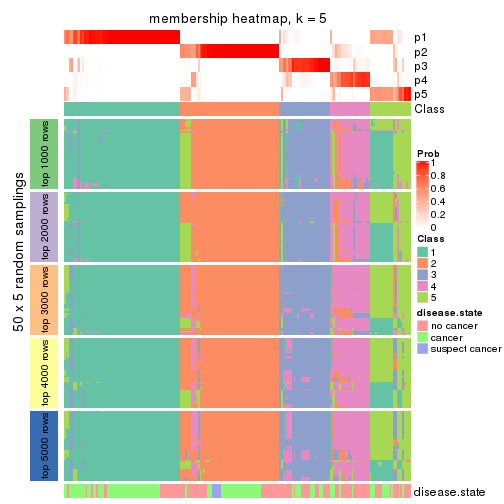 membership heatmap, k = 5
p1
p2
p3
p4
p5
Class
50 x 5 random samplings
top 1000 rows
top 2000 rows
top 3000 rows
top 4000 rows
top 5000 rows
Prob
1
0.8
0.6
0.4
0.2
0
Class
1
2
3
4
5
disease.state
no cancer
cancer
suspect cancer
disease.state